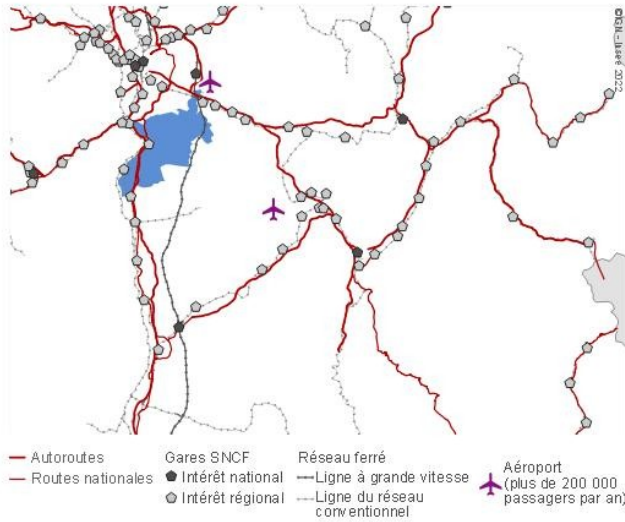 ©IGN - Insee 2022
Autoroutes
Routes nationales
Gares SNCF
Intérêt national
Intérêt régional
Réseau ferré
Ligne à grande vitesse
Ligne du réseau
conventionnel
Aéroport
(plus de 200 000
passagers par an)